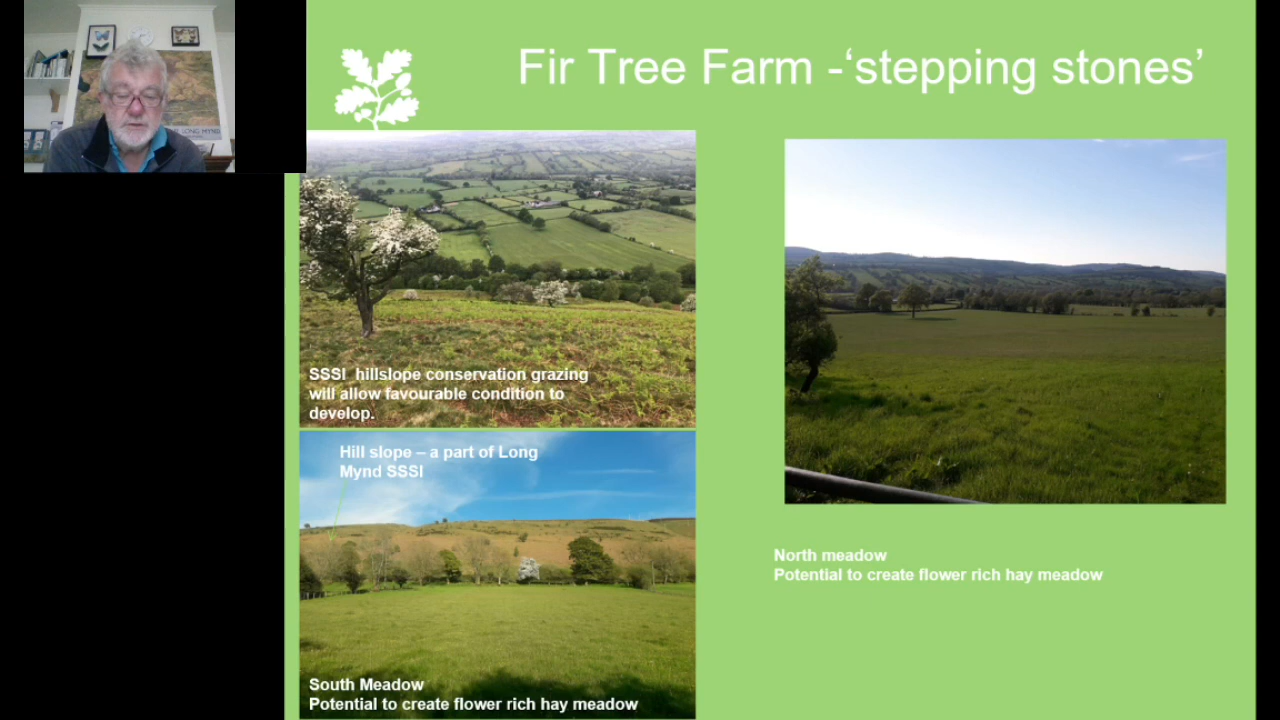 Fir Tree Farm -‘stepping stones’
SSSI  hillslope conservation grazing
will allow favourable condition to
develop.
Hill slope – a part of Long
Mynd SSSI
South Meadow
Potential to create flower rich hay meadow
North meadow
Potential to create flower rich hay meadow
LONG MYND